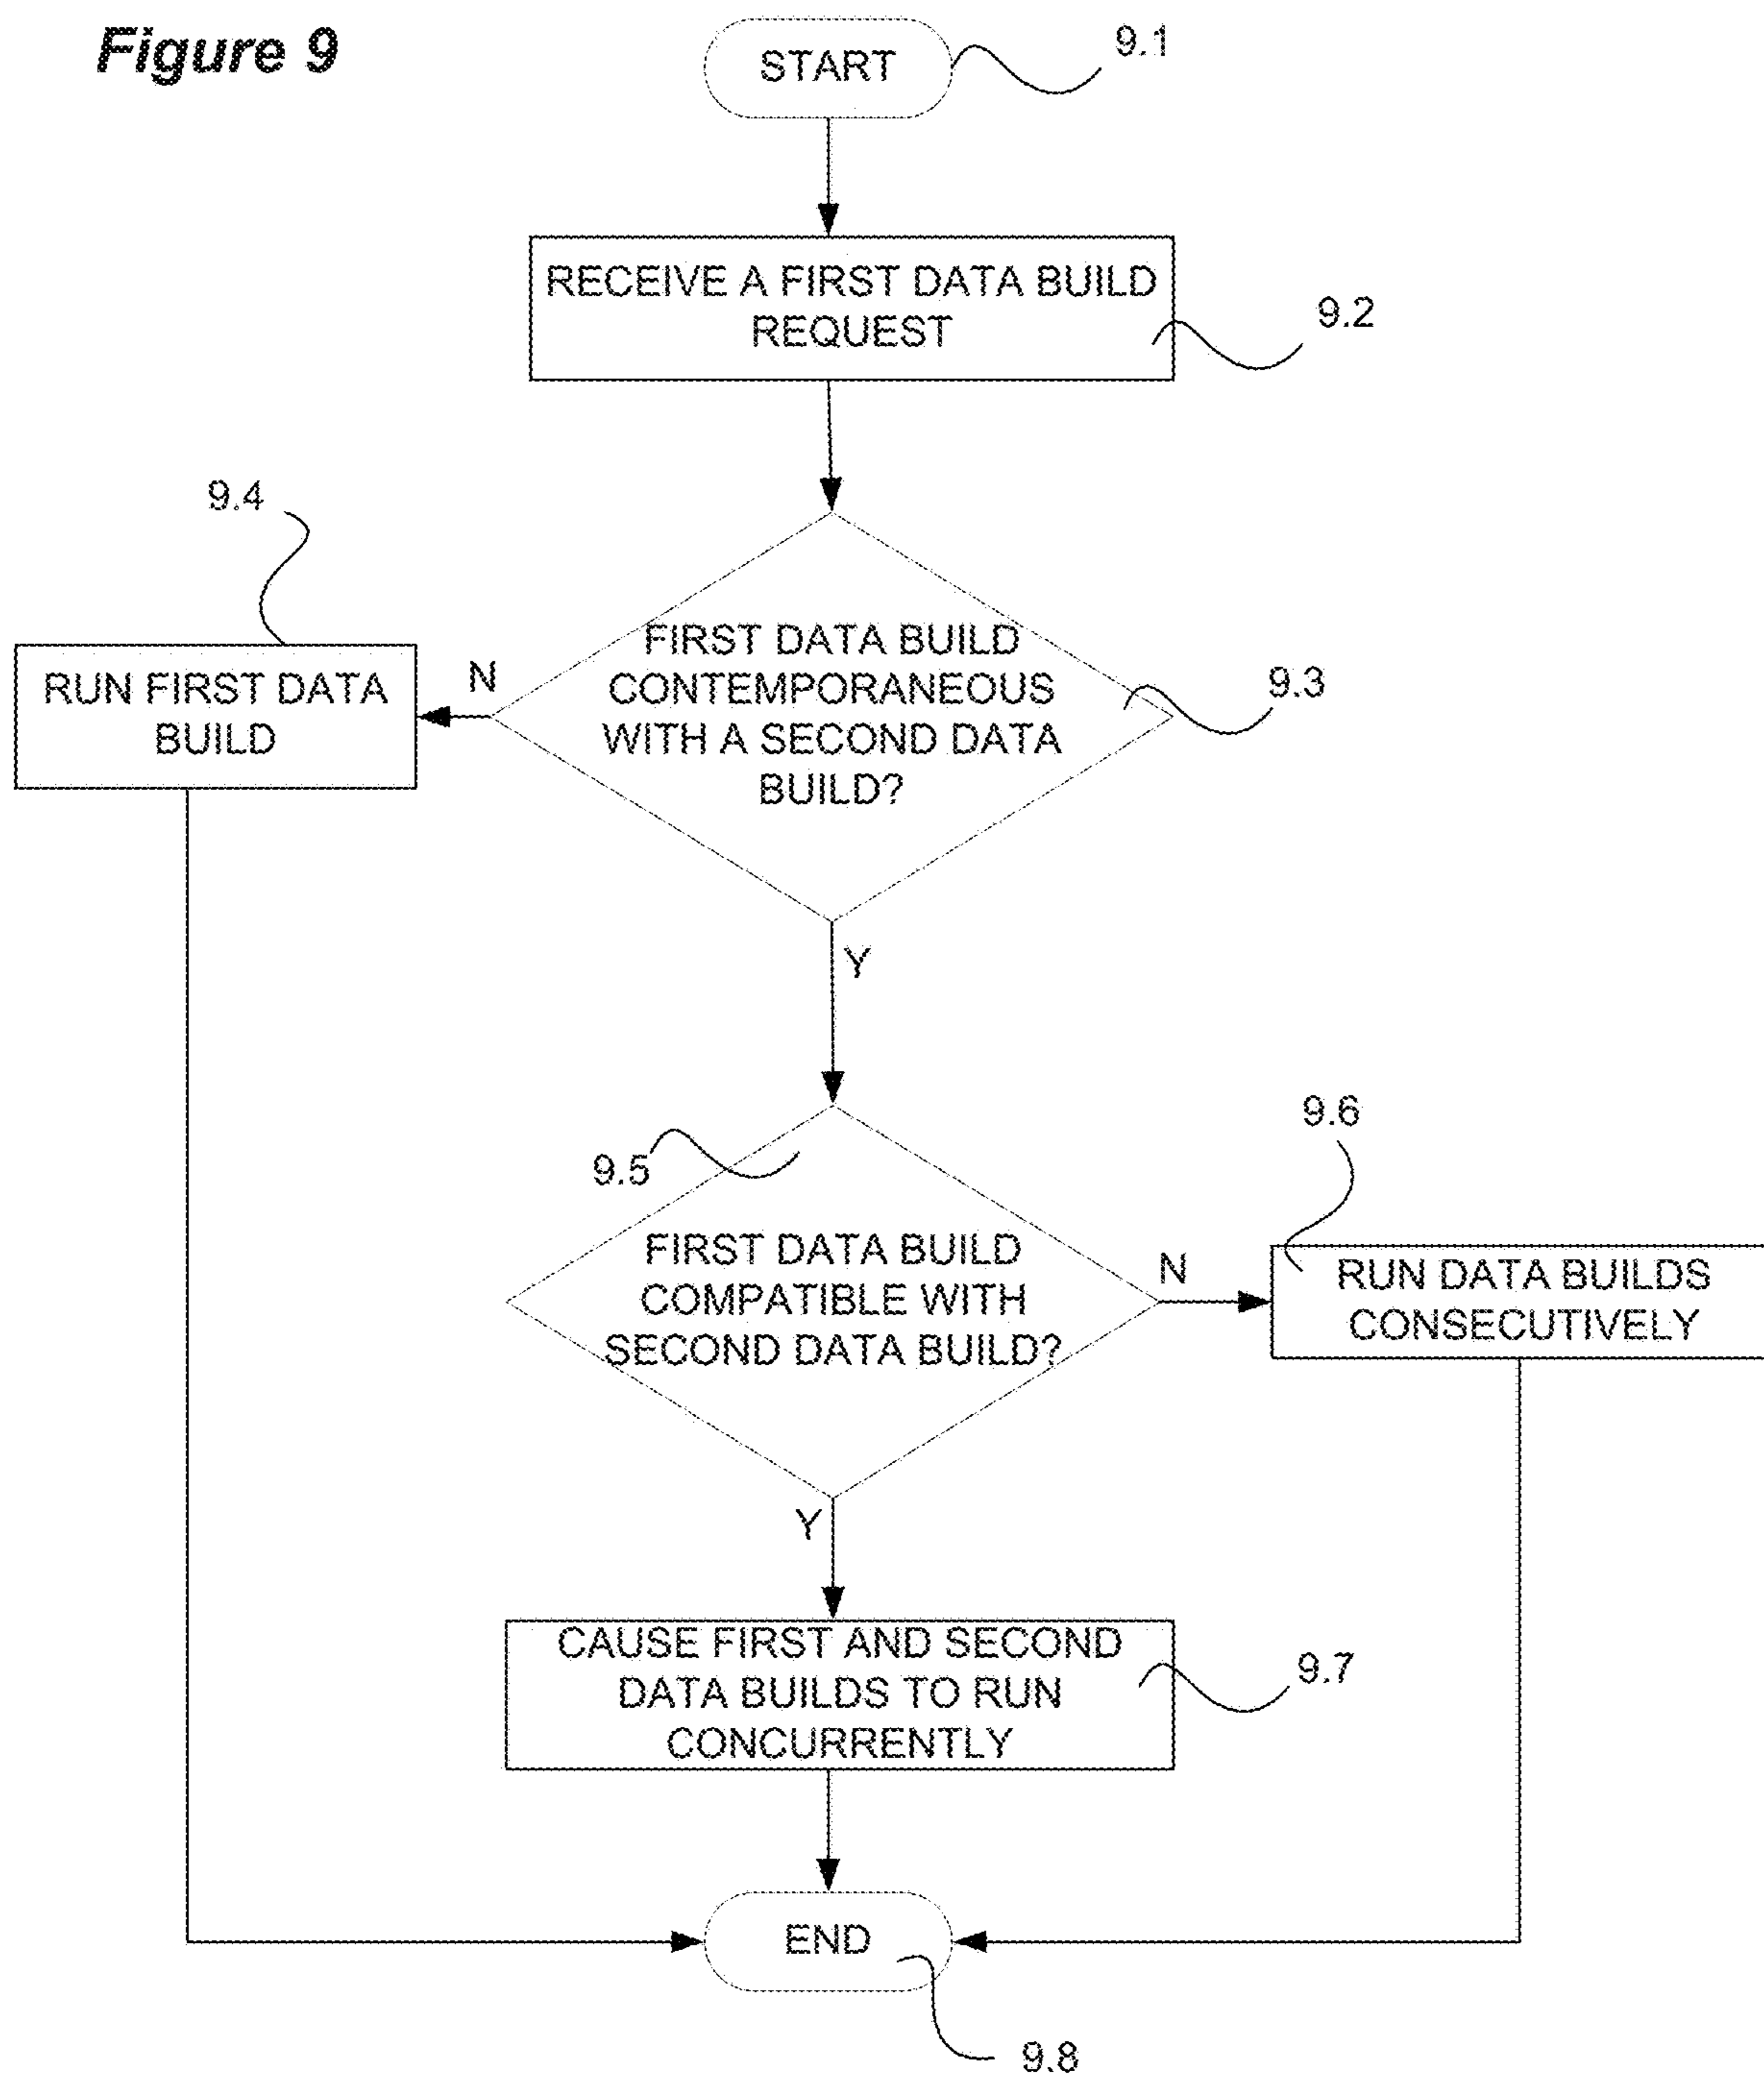 Figure 9
START
9.1
RECEIVE A FIRST DATA BUILD
REQUEST
9.2
9.4
RUN FIRST DATA
BUILD
N
FIRST DATA BUILD
CONTEMPORANEOUS
WITH A SECOND DATA
BUILD?
9.3
Y
9.5
FIRST DATA BUILD
COMPATIBLE WITH
SECOND DATA BUILD?
N
9.6
RUN DATA BUILDS
CONSECUTIVELY
Y
CAUSE FIRST AND SECOND
DATA BUILDS TO RUN
CONCURRENTLY
9.7
END
9.8